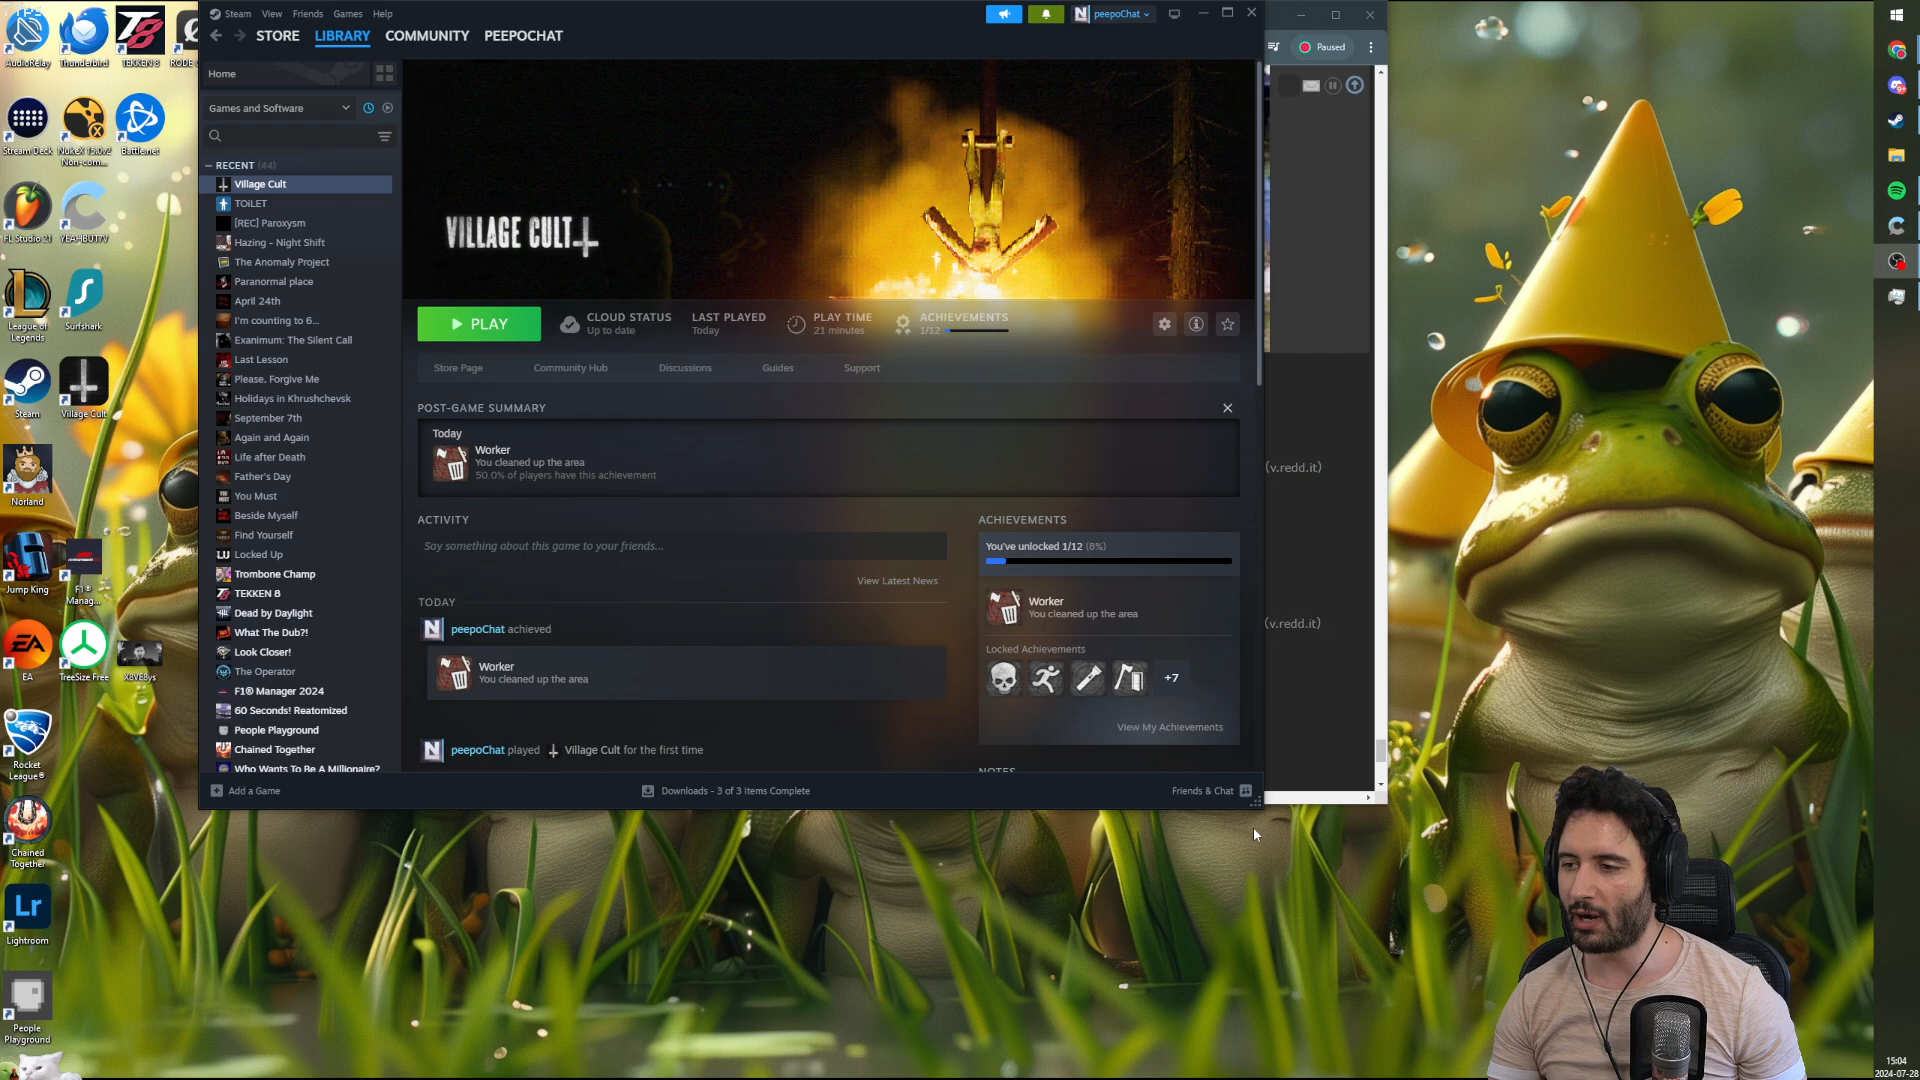 TIPS
AudioRelay
Thunderbird
TEKKEN 8
Stream Deck
NukeX 15.0v2
Non-com...
Battle.net
FL Studio 21
YEAHBUT7V
League of
Legends
Surfshark
Steam
Village Cult
Norland
Jump King
F1®
Manag...
EA
TreeSize Free
X8VE8ys
Rocket
League®
Chained
Together
Lr
Lightroom
People
Playground
Steam
View
Friends
Games
Help
peepoChat
STORE
LIBRARY
COMMUNITY
PEEPOCHAT
Home
Games and Software
RECENT (44)
Village Cult
TOiLET
[REC] Paroxysm
Hazing - Night Shift
The Anomaly Project
Paranormal place
April 24th
I'm counting to 6...
Exanimum: The Silent Call
Last Lesson
Please, Forgive Me
Holidays in Khrushchevsk
September 7th
Again and Again
Life after Death
Father's Day
You Must
Beside Myself
Find Yourself
Locked Up
Trombone Champ
TEKKEN 8
Dead by Daylight
What The Dub?!
Look Closer!
The Operator
F1® Manager 2024
60 Seconds! Reatomized
People Playground
Chained Together
Who Wants To Be A Millionaire?
Add a Game
VILLAGE CULT
PLAY
CLOUD STATUS
Up to date
LAST PLAYED
Today
PLAY TIME
21 minutes
ACHIEVEMENTS
1/12
Store Page
Community Hub
Discussions
Guides
Support
POST-GAME SUMMARY
Today
Worker
You cleaned up the area
50.0% of players have this achievement
ACTIVITY
Say something about this game to your friends...
View Latest News
TODAY
peepoChat achieved
Worker
You cleaned up the area
peepoChat played Village Cult for the first time
ACHIEVEMENTS
You've unlocked 1/12 (8%)
Worker
You cleaned up the area
Locked Achievements
+7
View My Achievements
NOTES
Downloads - 3 of 3 Items Complete
Friends & Chat
Paused
(v.redd.it)
(v.redd.it)
15:04
2024-07-28